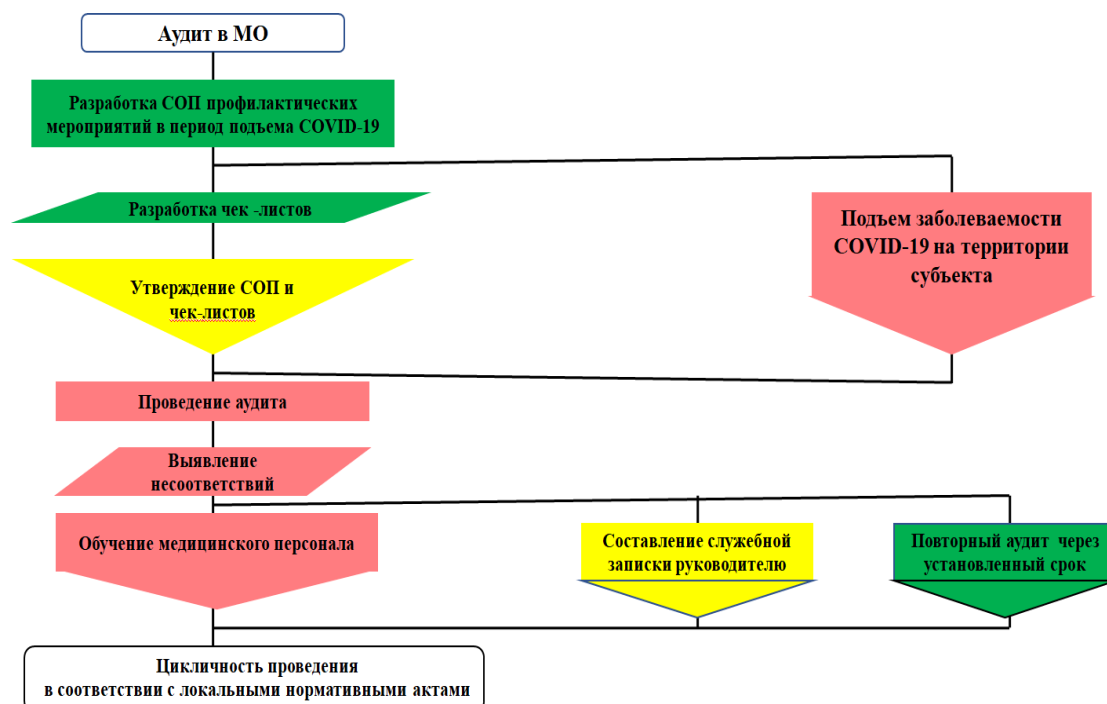 Аудит в МО
Разработка СОП профилактических
мероприятий в период подъема COVID-19
Разработка чек -листов
Подъем заболеваемости
COVID-19 на территории
субъекта
Утверждение СОП и
чек-листов
Проведение аудита
Выявление
несоответствий
Обучение медицинского персонала
Составление служебной
записки руководителю
Повторный аудит через
установленный срок
Цикличность проведения
в соответствии с локальными нормативными актами